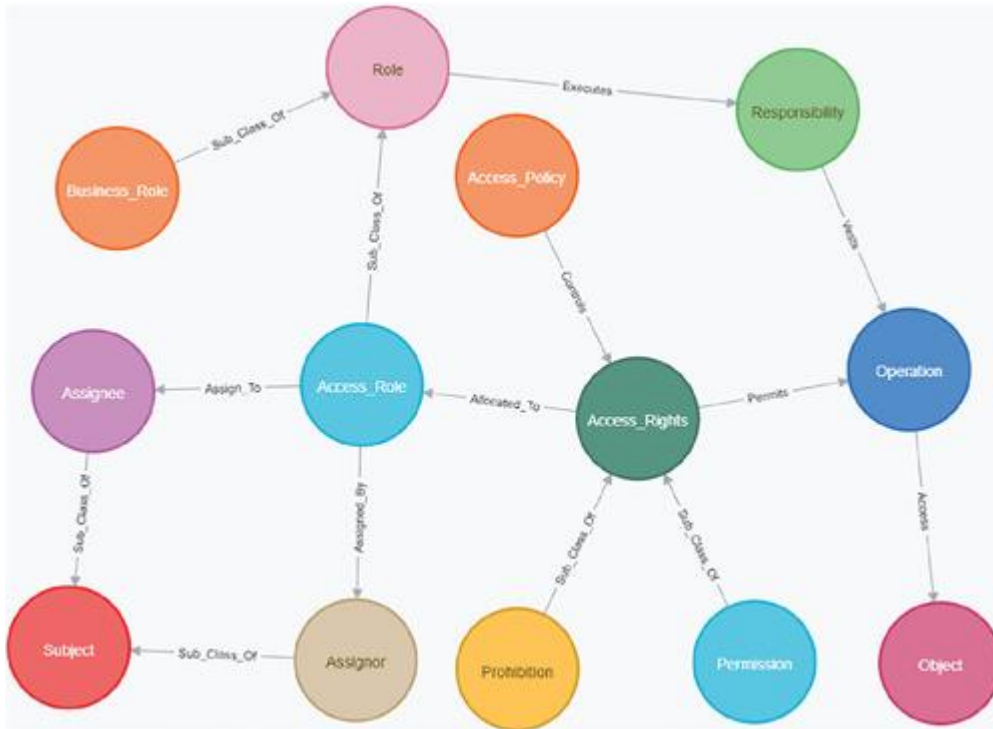 Role
Executes
Responsibility
Sub_Class_Of
Business_Role
Access_Policy
Sub_Class_Of
Vests
Controls
Assignee
Assign_To
Access_Role
Allocated_To
Access_Rights
Permits
Operation
Sub_Class_Of
Assigned_By
Sub_Class_Of
Sub_Class_Of
Access
Subject
Sub_Class_Of
Assignor
Prohibition
Permission
Object